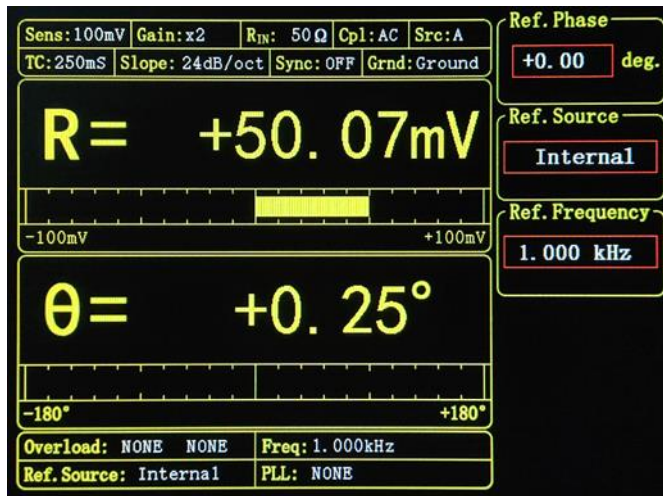 Sens:100mV Gain:x2 RIN: 50Ω Cpl:AC Src:A
TC:250mS Slope: 24dB/oct Sync:OFF Grnd:Ground
R= +50.07mV
-100mV +100mV
θ= +0.25°
-180° +180°
Overload: NONE NONE Freq:1.000kHz
Ref.Source: Internal PLL: NONE
Ref.Phase
+0.00 deg.
Ref.Source
Internal
Ref.Frequency
1.000 kHz